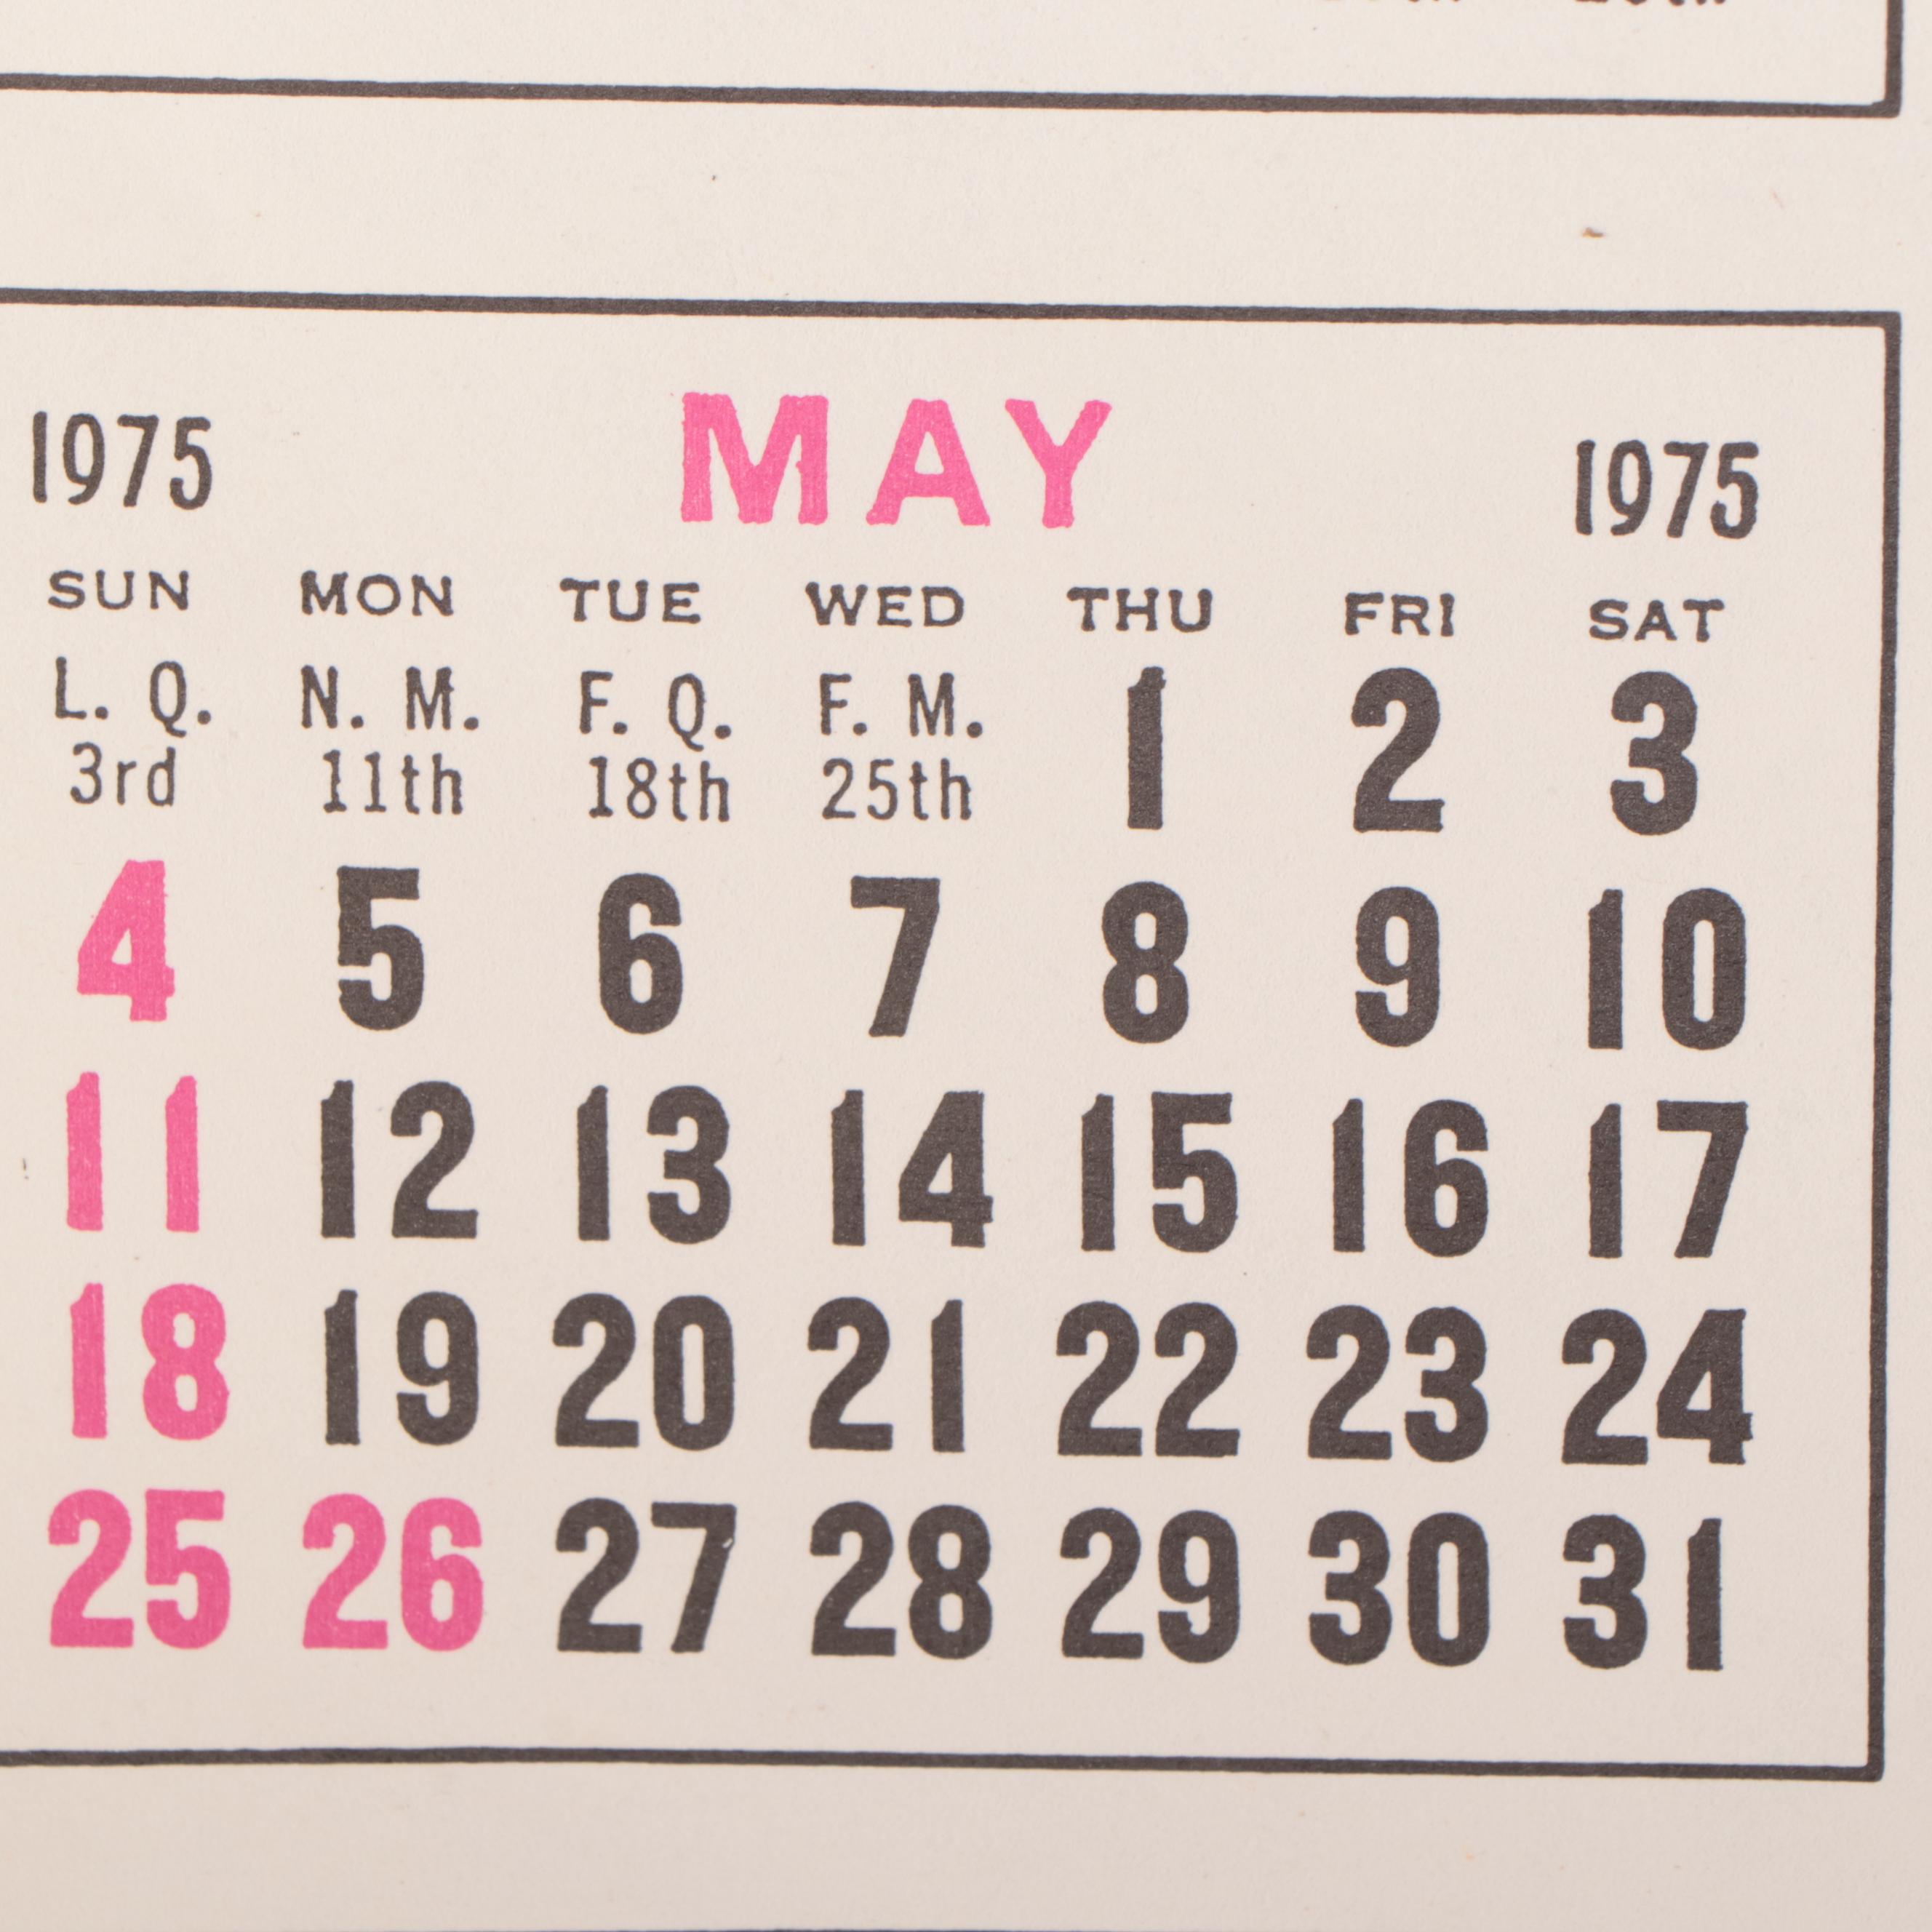 1975 MAY 1975
SUN MON TUE WED THU FRI SAT
L. Q. N. M. F. Q. F. M. 1 2 3
3rd 11th 18th 25th
4 5 6 7 8 9 10
11 12 13 14 15 16 17
18 19 20 21 22 23 24
25 26 27 28 29 30 31